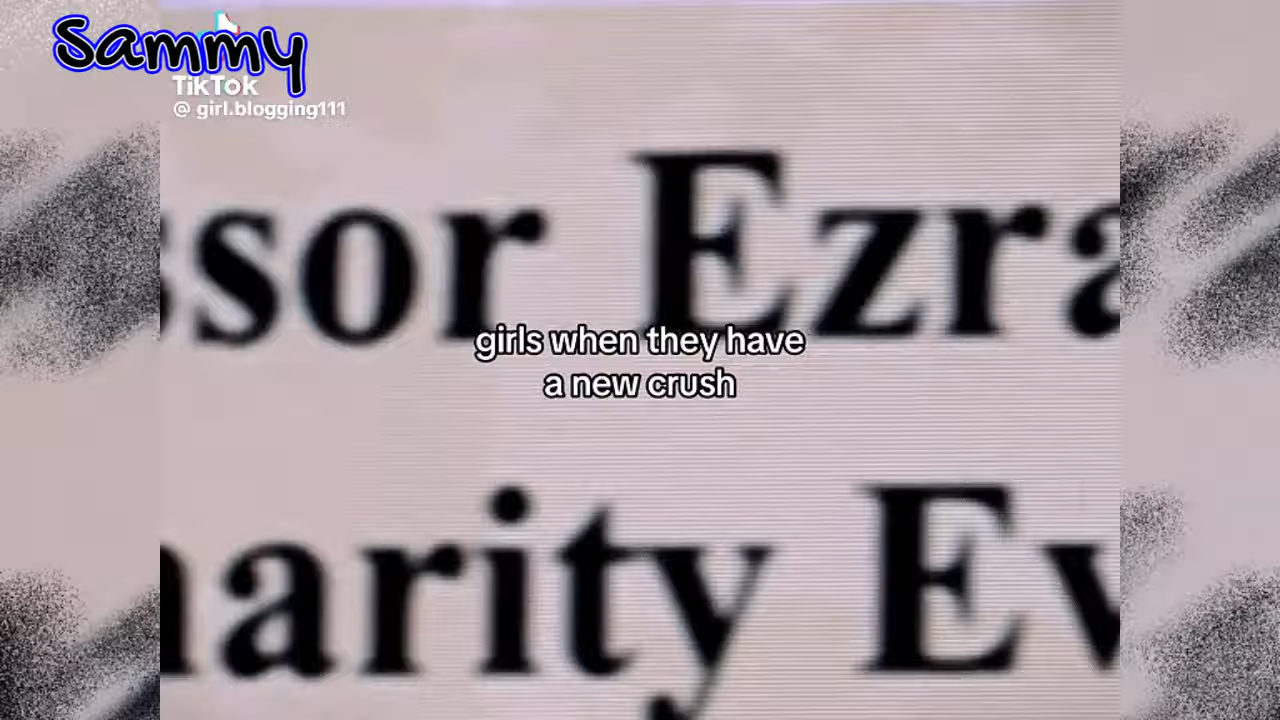 Sammy
TikTok
@ girl.blogging111
ssor Ezra
girls when they have
a new crush
arity Ev